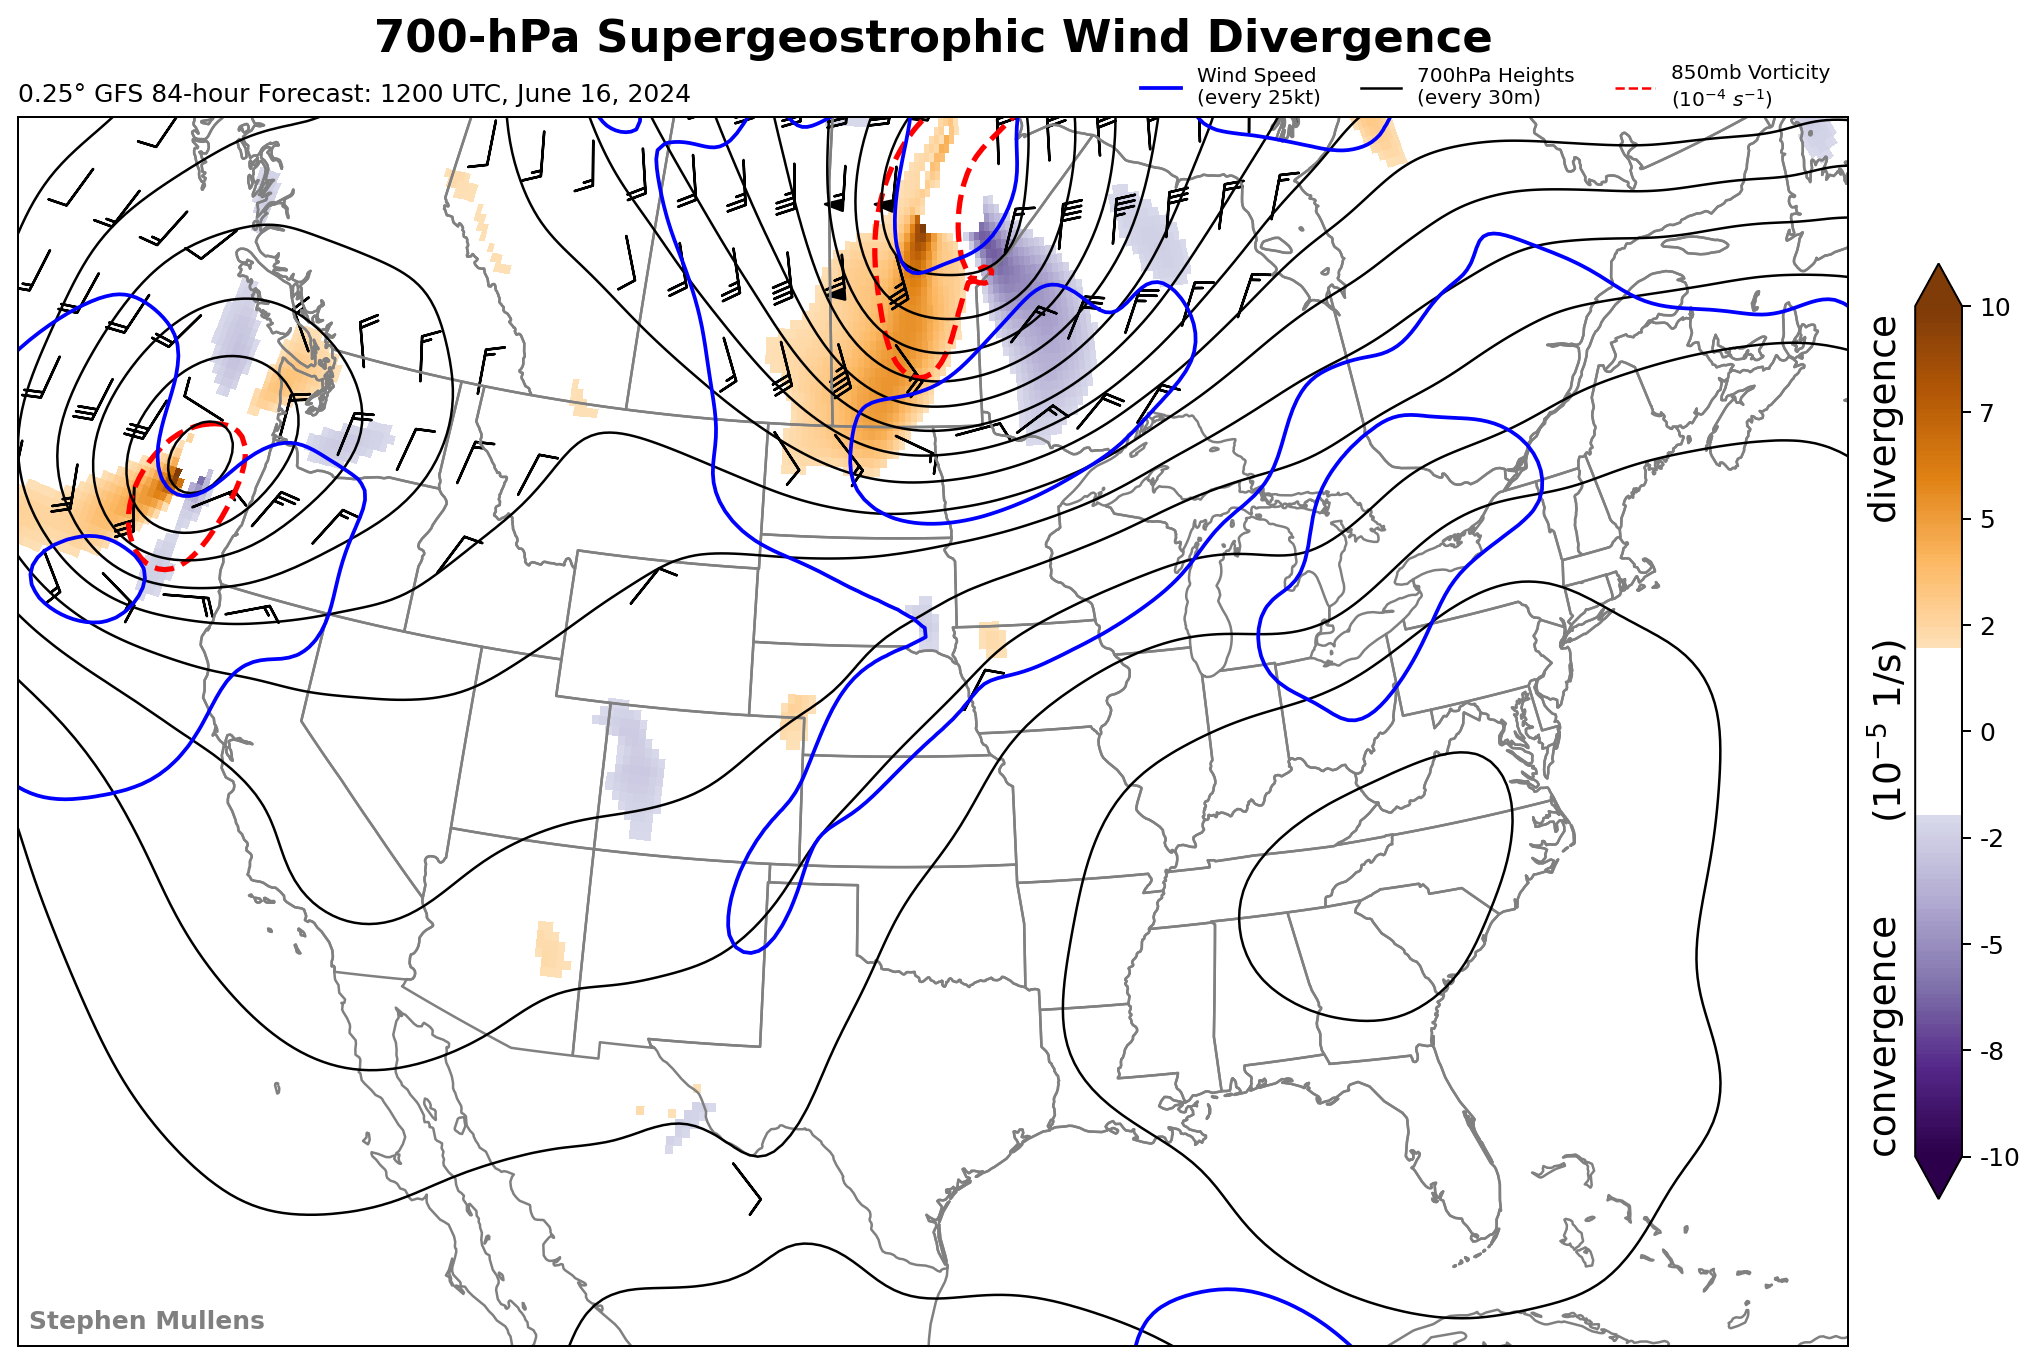 700-hPa Supergeostrophic Wind Divergence
0.25° GFS 84-hour Forecast: 1200 UTC, June 16, 2024
Wind Speed
(every 25kt)
700hPa Heights
(every 30m)
850mb Vorticity
(10⁻⁴ s⁻¹)
10
7
5
2
0
-2
-5
-8
-10
convergence (10⁻⁵ 1/s) divergence
Stephen Mullens